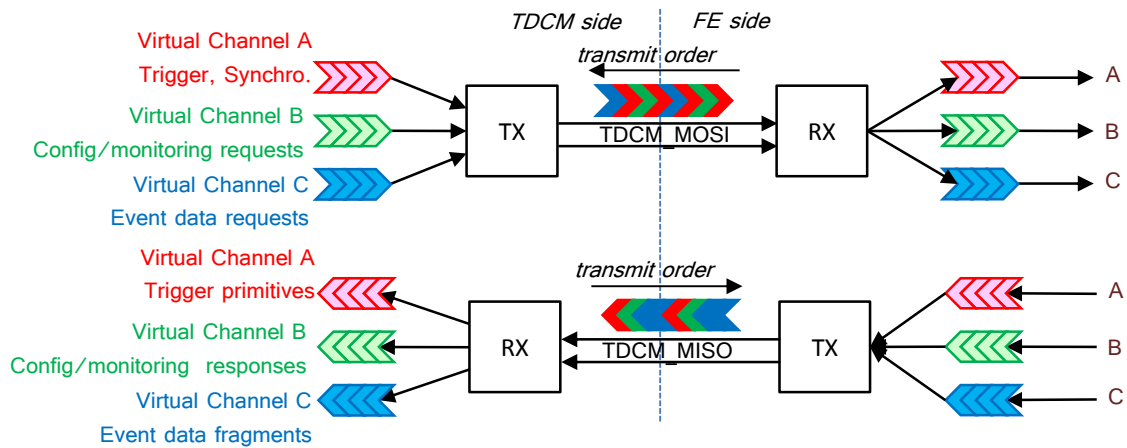 TDCM side
FE side
Virtual Channel A
Trigger, Synchro.
Virtual Channel B
Config/monitoring requests
Virtual Channel C
Event data requests
transmit order
TX
TDCM_MOSI
RX
A
B
C
Virtual Channel A
Trigger primitives
Virtual Channel B
Config/monitoring responses
Virtual Channel C
Event data fragments
transmit order
RX
TDCM_MISO
TX
A
B
C